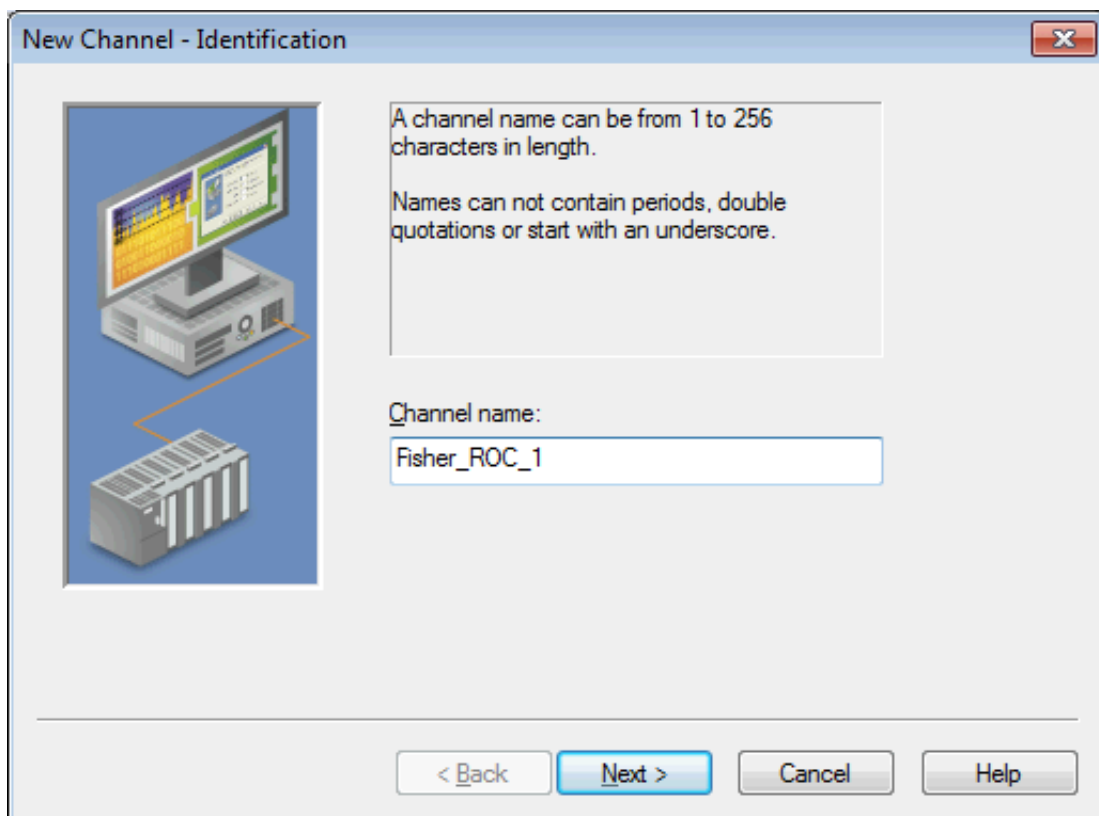 New Channel - Identification
A channel name can be from 1 to 256
characters in length.
Names can not contain periods, double
quotations or start with an underscore.
Channel name:
Fisher_ROC_1
< Back
Next >
Cancel
Help